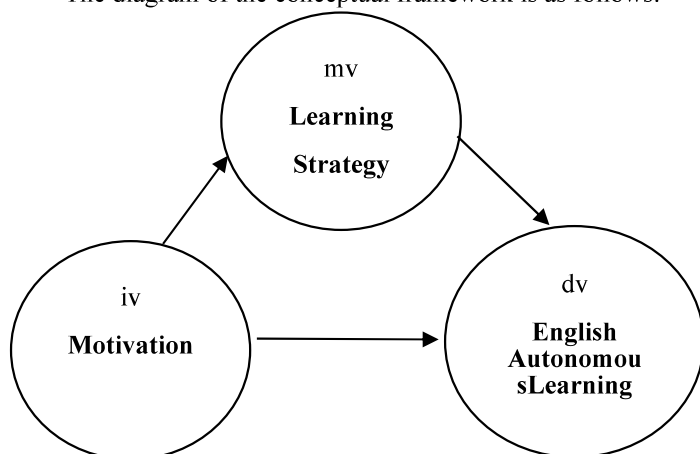 The diagram of the conceptual framework is as follows:
mv
Learning
Strategy
iv
Motivation
dv
English
Autonomou
sLearning